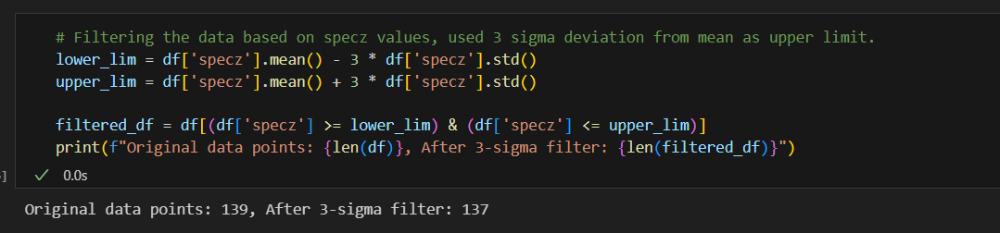 # Filtering the data based on specz values, used 3 sigma deviation from mean as upper limit.
lower_lim = df['specz'].mean() - 3 * df['specz'].std()
upper_lim = df['specz'].mean() + 3 * df['specz'].std()
filtered_df = df[(df['specz'] >= lower_lim) & (df['specz'] <= upper_lim)]
print(f"Original data points: {len(df)}, After 3-sigma filter: {len(filtered_df)}")
] ✓ 0.0s
Original data points: 139, After 3-sigma filter: 137